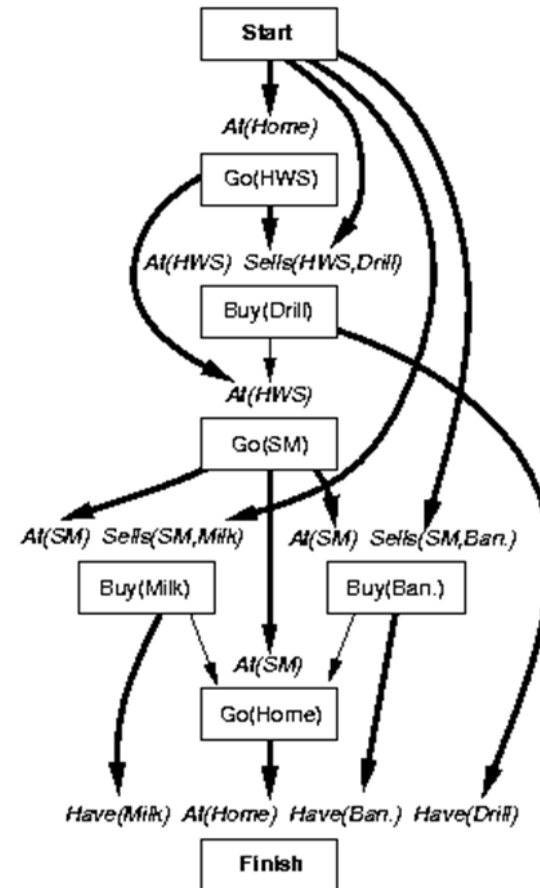 Start
At(Home)
Go(HWS)
At(HWS) Sells(HWS,Drill)
Buy(Drill)
At(HWS)
Go(SM)
At(SM) Sells(SM,Milk) At(SM) Sells(SM,Ban.)
Buy(Milk) Buy(Ban.)
At(SM)
Go(Home)
Have(Milk) At(Home) Have(Ban.) Have(Drill)
Finish